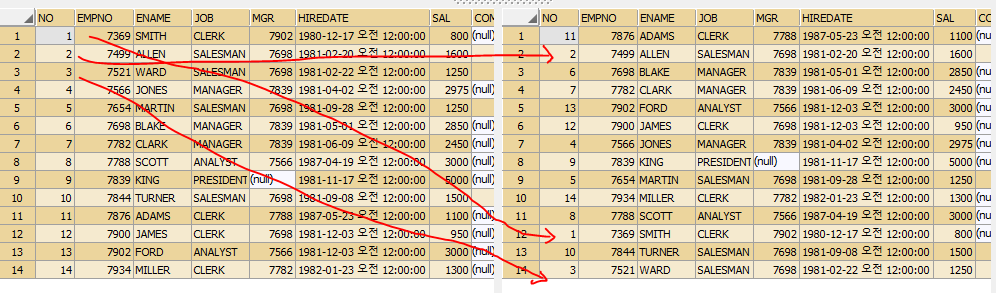 NO EMPNO ENAME JOB MGR HIREDATE SAL COM
1 1 7369 SMITH CLERK 7902 1980-12-17 오전 12:00:00 800 (null)
2 2 7499 ALLEN SALESMAN 7698 1981-02-20 오전 12:00:00 1600
3 3 7521 WARD SALESMAN 7698 1981-02-22 오전 12:00:00 1250
4 4 7566 JONES MANAGER 7839 1981-04-02 오전 12:00:00 2975 (null)
5 5 7654 MARTIN SALESMAN 7698 1981-09-28 오전 12:00:00 1250
6 6 7698 BLAKE MANAGER 7839 1981-05-01 오전 12:00:00 2850 (null)
7 7 7782 CLARK MANAGER 7839 1981-06-09 오전 12:00:00 2450 (null)
8 8 7788 SCOTT ANALYST 7566 1987-04-19 오전 12:00:00 3000 (null)
9 9 7839 KING PRESIDENT (null) 1981-11-17 오전 12:00:00 5000 (null)
10 10 7844 TURNER SALESMAN 7698 1981-09-08 오전 12:00:00 1500
11 11 7876 ADAMS CLERK 7788 1987-05-23 오전 12:00:00 1100 (null)
12 12 7900 JAMES CLERK 7698 1981-12-03 오전 12:00:00 950 (null)
13 13 7902 FORD ANALYST 7566 1981-12-03 오전 12:00:00 3000 (null)
14 14 7934 MILLER CLERK 7782 1982-01-23 오전 12:00:00 1300 (null)
NO EMPNO ENAME JOB MGR HIREDATE SAL CO
1 11 7876 ADAMS CLERK 7788 1987-05-23 오전 12:00:00 1100 (null
2 2 7499 ALLEN SALESMAN 7698 1981-02-20 오전 12:00:00 1600
3 6 7698 BLAKE MANAGER 7839 1981-05-01 오전 12:00:00 2850 (null
4 7 7782 CLARK MANAGER 7839 1981-06-09 오전 12:00:00 2450 (null
5 13 7902 FORD ANALYST 7566 1981-12-03 오전 12:00:00 3000 (null
6 12 7900 JAMES CLERK 7698 1981-12-03 오전 12:00:00 950 (null
7 4 7566 JONES MANAGER 7839 1981-04-02 오전 12:00:00 2975 (null
8 9 7839 KING PRESIDENT (null) 1981-11-17 오전 12:00:00 5000 (null
9 5 7654 MARTIN SALESMAN 7698 1981-09-28 오전 12:00:00 1250
10 14 7934 MILLER CLERK 7782 1982-01-23 오전 12:00:00 1300 (null
11 8 7788 SCOTT ANALYST 7566 1987-04-19 오전 12:00:00 3000 (null
12 1 7369 SMITH CLERK 7902 1980-12-17 오전 12:00:00 800 (null
13 10 7844 TURNER SALESMAN 7698 1981-09-08 오전 12:00:00 1500
14 3 7521 WARD SALESMAN 7698 1981-02-22 오전 12:00:00 1250